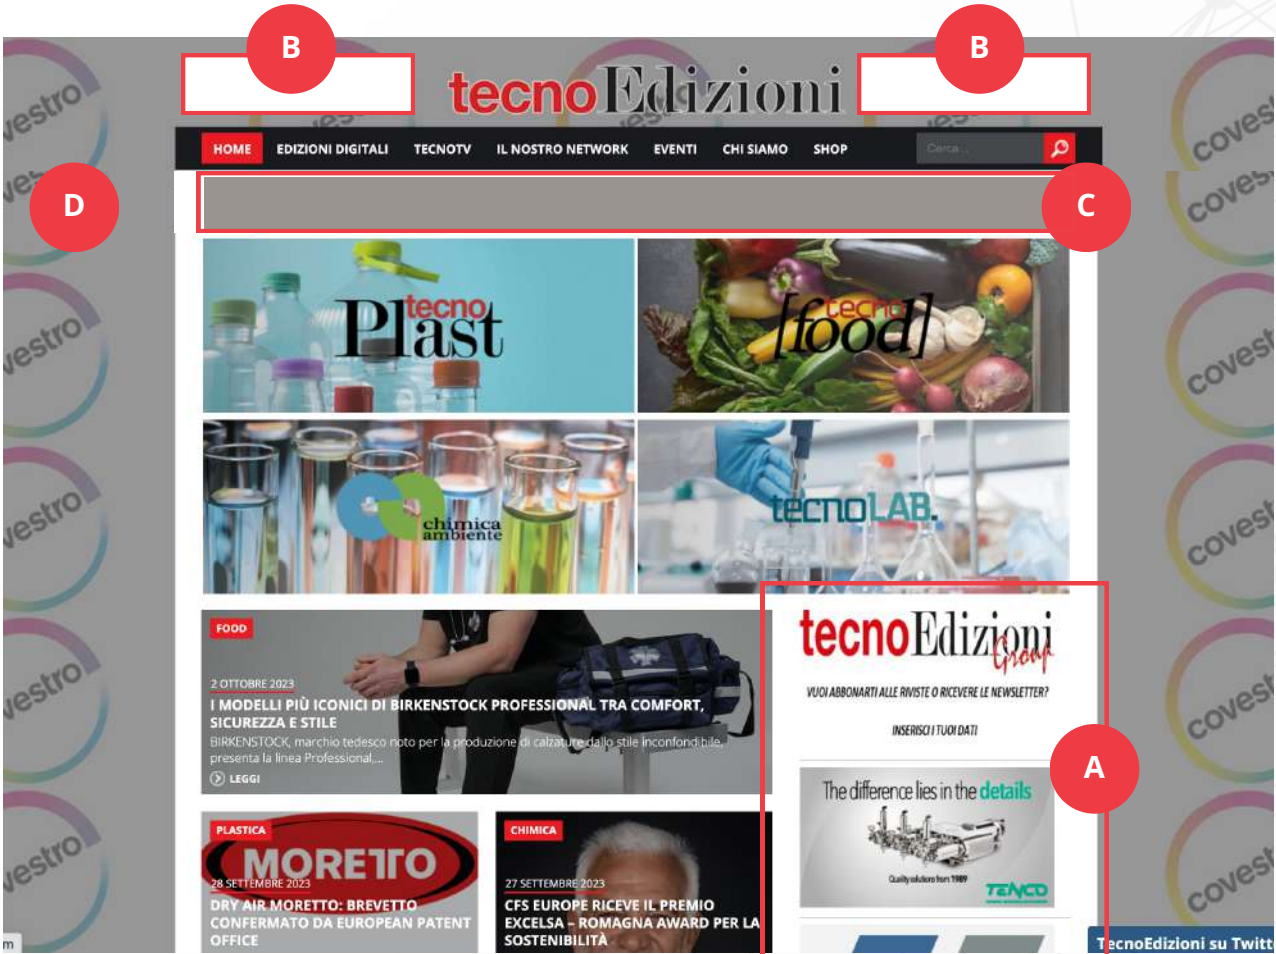 B
B
tecnoEdizioni
HOME EDIZIONI DIGITALI TECNOTV IL NOSTRO NETWORK EVENTI CHI SIAMO SHOP Cerca ...
D
C
covestro
covestro
covestro
covestro
tecno
Plast
tecno
[food]
chimica
ambiente
tecnoLAB.
FOOD
2 OTTOBRE 2023
I MODELLI PIÙ ICONICI DI BIRKENSTOCK PROFESSIONAL TRA COMFORT,
SICUREZZA E STILE
BIRKENSTOCK, marchio tedesco noto per la produzione di calzature dallo stile inconfondibile,
presenta la linea Professional,...
LEGGI
tecnoEdizioni
Group
VUOI ABBONARTI ALLE RIVISTE O RICEVERE LE NEWSLETTER?
INSERISCI I TUOI DATI
A
The difference lies in the details
Quality solutions from 1989
TENCO
PLASTICA
MORETTO
28 SETTEMBRE 2023
DRY AIR MORETTO: BREVETTO
CONFERMATO DA EUROPEAN PATENT
OFFICE
CHIMICA
27 SETTEMBRE 2023
CFS EUROPE RICEVE IL PREMIO
EXCELSA – ROMAGNA AWARD PER LA
SOSTENIBILITÀ
m
TecnoEdizioni su Twitt